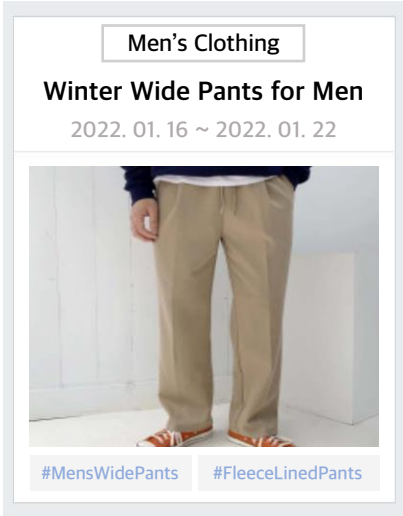 Men’s Clothing
Winter Wide Pants for Men
2022. 01. 16 ~ 2022. 01. 22
#MensWidePants #FleeceLinedPants